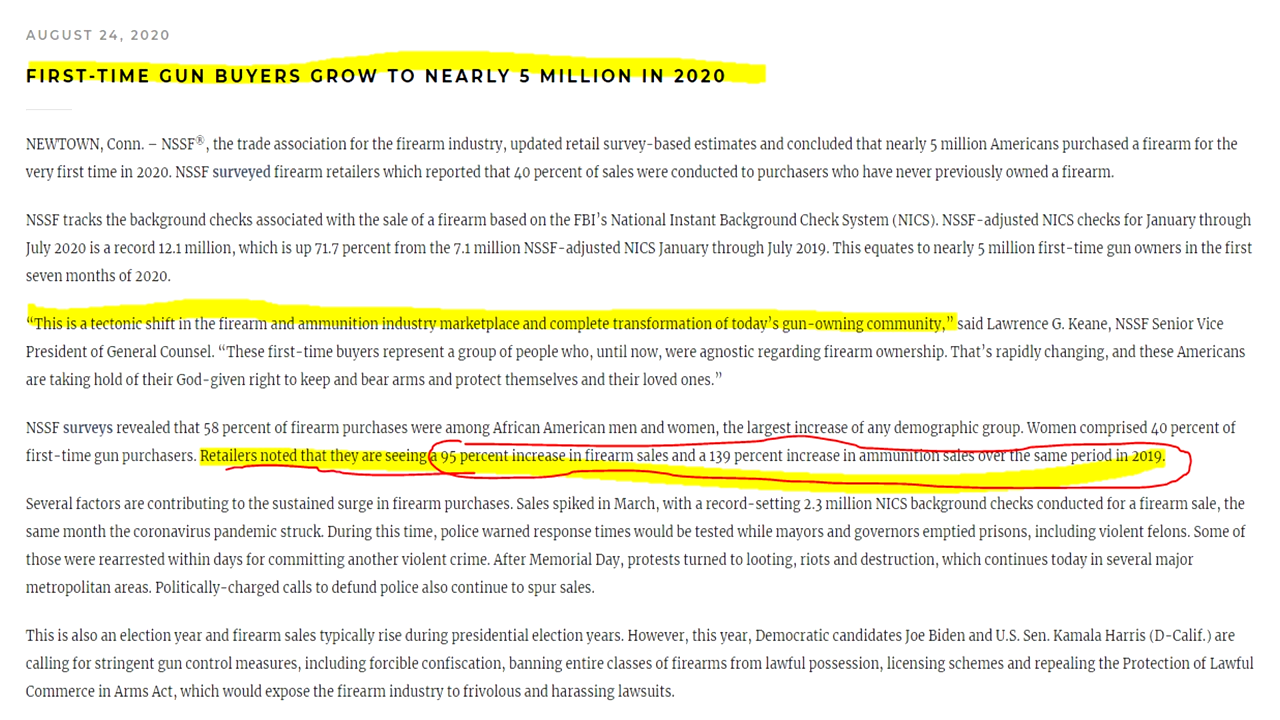 AUGUST 24, 2020
FIRST-TIME GUN BUYERS GROW TO NEARLY 5 MILLION IN 2020
NEWTOWN, Conn. – NSSF®, the trade association for the firearm industry, updated retail survey-based estimates and concluded that nearly 5 million Americans purchased a firearm for the
very first time in 2020. NSSF surveyed firearm retailers which reported that 40 percent of sales were conducted to purchasers who have never previously owned a firearm.
NSSF tracks the background checks associated with the sale of a firearm based on the FBI’s National Instant Background Check System (NICS). NSSF-adjusted NICS checks for January through
July 2020 is a record 12.1 million, which is up 71.7 percent from the 7.1 million NSSF-adjusted NICS January through July 2019. This equates to nearly 5 million first-time gun owners in the first
seven months of 2020.
“This is a tectonic shift in the firearm and ammunition industry marketplace and complete transformation of today’s gun-owning community,” said Lawrence G. Keane, NSSF Senior Vice
President of General Counsel. “These first-time buyers represent a group of people who, until now, were agnostic regarding firearm ownership. That’s rapidly changing, and these Americans
are taking hold of their God-given right to keep and bear arms and protect themselves and their loved ones.”
NSSF surveys revealed that 58 percent of firearm purchases were among African American men and women, the largest increase of any demographic group. Women comprised 40 percent of
first-time gun purchasers. Retailers noted that they are seeing a 95 percent increase in firearm sales and a 139 percent increase in ammunition sales over the same period in 2019.
Several factors are contributing to the sustained surge in firearm purchases. Sales spiked in March, with a record-setting 2.3 million NICS background checks conducted for a firearm sale, the
same month the coronavirus pandemic struck. During this time, police warned response times would be tested while mayors and governors emptied prisons, including violent felons. Some of
those were rearrested within days for committing another violent crime. After Memorial Day, protests turned to looting, riots and destruction, which continues today in several major
metropolitan areas. Politically-charged calls to defund police also continue to spur sales.
This is also an election year and firearm sales typically rise during presidential election years. However, this year, Democratic candidates Joe Biden and U.S. Sen. Kamala Harris (D-Calif.) are
calling for stringent gun control measures, including forcible confiscation, banning entire classes of firearms from lawful possession, licensing schemes and repealing the Protection of Lawful
Commerce in Arms Act, which would expose the firearm industry to frivolous and harassing lawsuits.